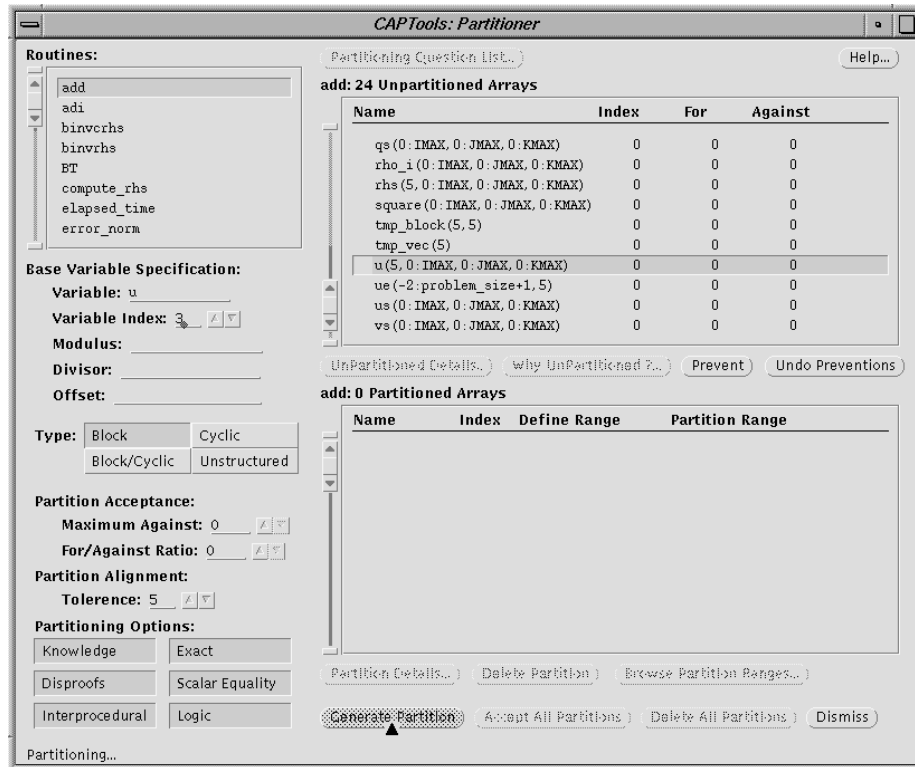 CAPTools: Partitioner
Routines:
add
adi
binvcrhs
binvrhs
BT
compute_rhs
elapsed_time
error_norm
Base Variable Specification:
Variable: u
Variable Index: 3
Modulus:
Divisor:
Offset:
Type: Block Cyclic
Block/Cyclic Unstructured
Partition Acceptance:
Maximum Against: 0
For/Against Ratio: 0
Partition Alignment:
Tolerence: 5
Partitioning Options:
Knowledge Exact
Disproofs Scalar Equality
Interprocedural Logic
Partitioning...
Partitioning Question List... Help...
add: 24 Unpartitioned Arrays
Name Index For Against
qs(0:IMAX,0:JMAX,0:KMAX) 0 0 0
rho_i(0:IMAX,0:JMAX,0:KMAX) 0 0 0
rhs(5,0:IMAX,0:JMAX,0:KMAX) 0 0 0
square(0:IMAX,0:JMAX,0:KMAX) 0 0 0
tmp_block(5,5) 0 0 0
tmp_vec(5) 0 0 0
u(5,0:IMAX,0:JMAX,0:KMAX) 0 0 0
ue(-2:problem_size+1,5) 0 0 0
us(0:IMAX,0:JMAX,0:KMAX) 0 0 0
vs(0:IMAX,0:JMAX,0:KMAX) 0 0 0
UnPartitioned Details... Why UnPartitioned ?... Prevent Undo Preventions
add: 0 Partitioned Arrays
Name Index Define Range Partition Range
Partition Details... Delete Partition Browse Partition Ranges...
Generate Partition Accept All Partitions Delete All Partitions Dismiss